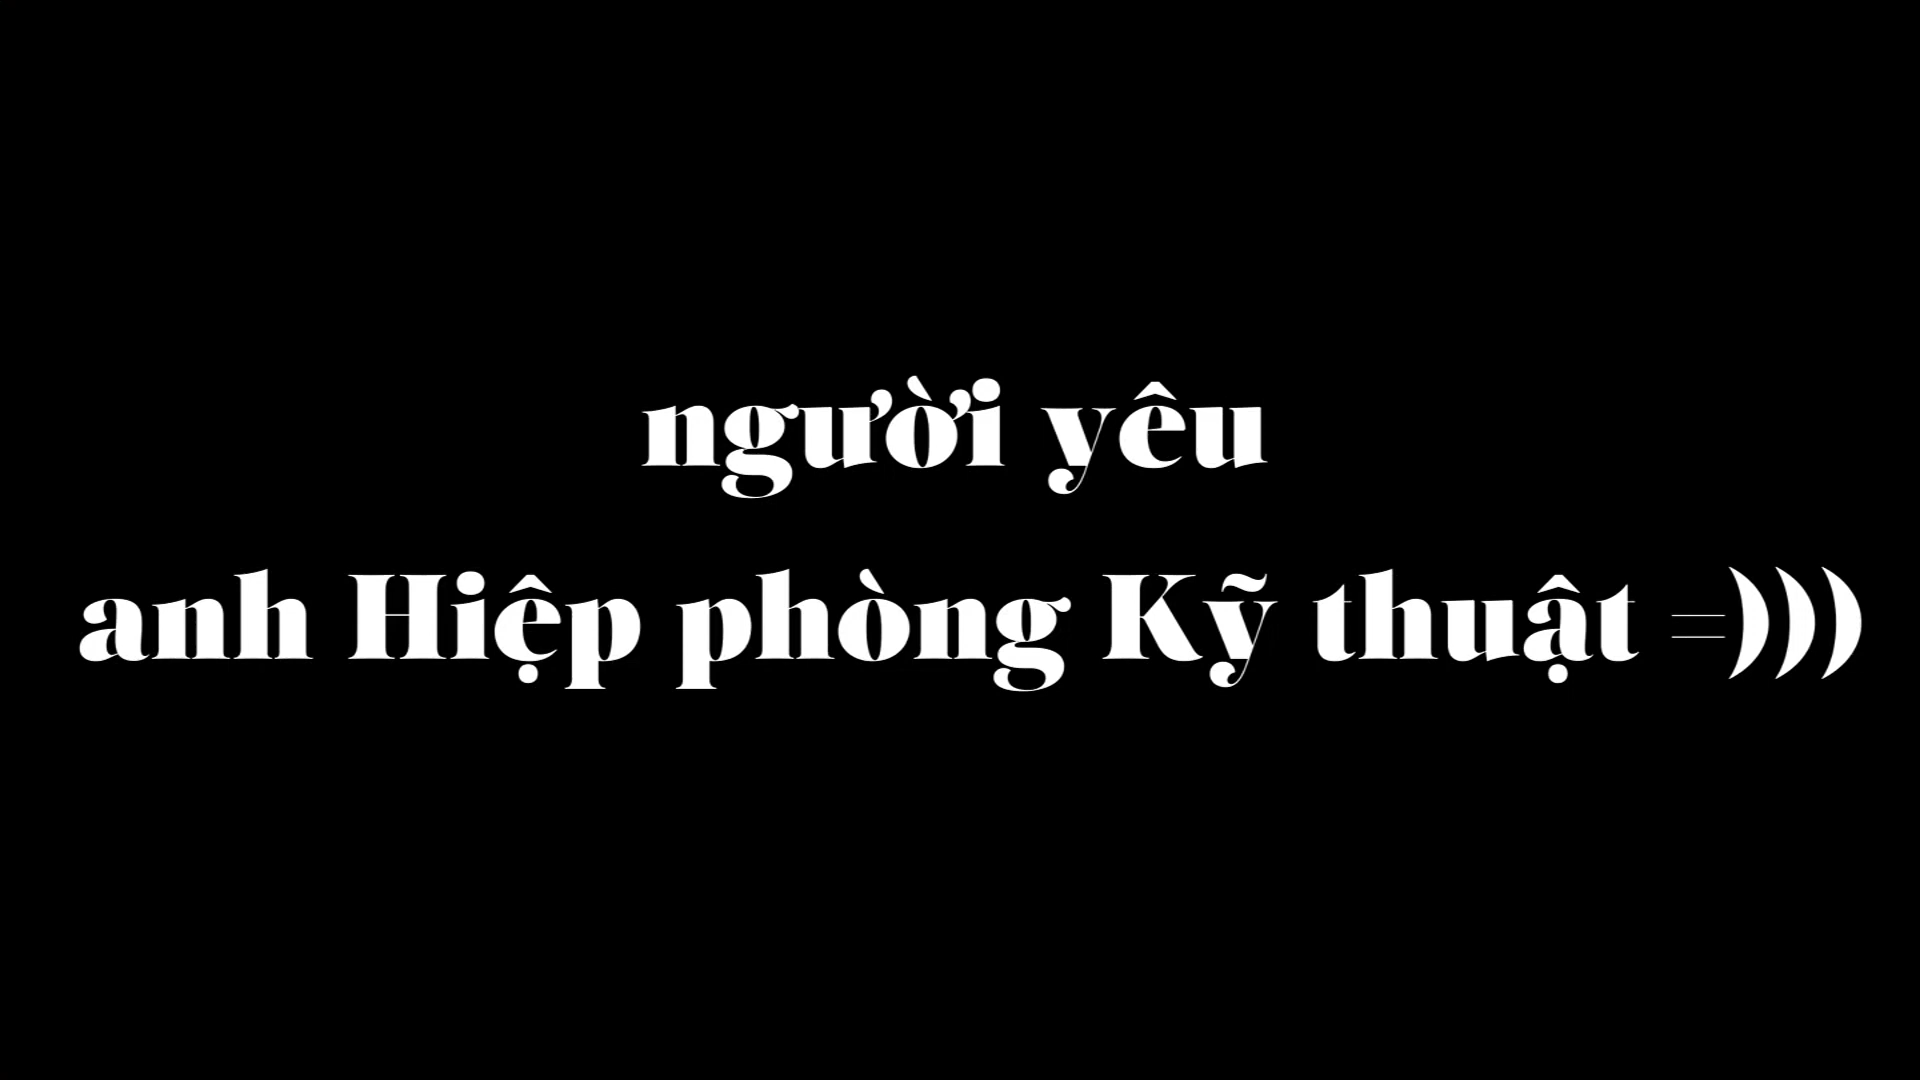 người yêu
anh Hiệp phòng Kỹ thuật =)))